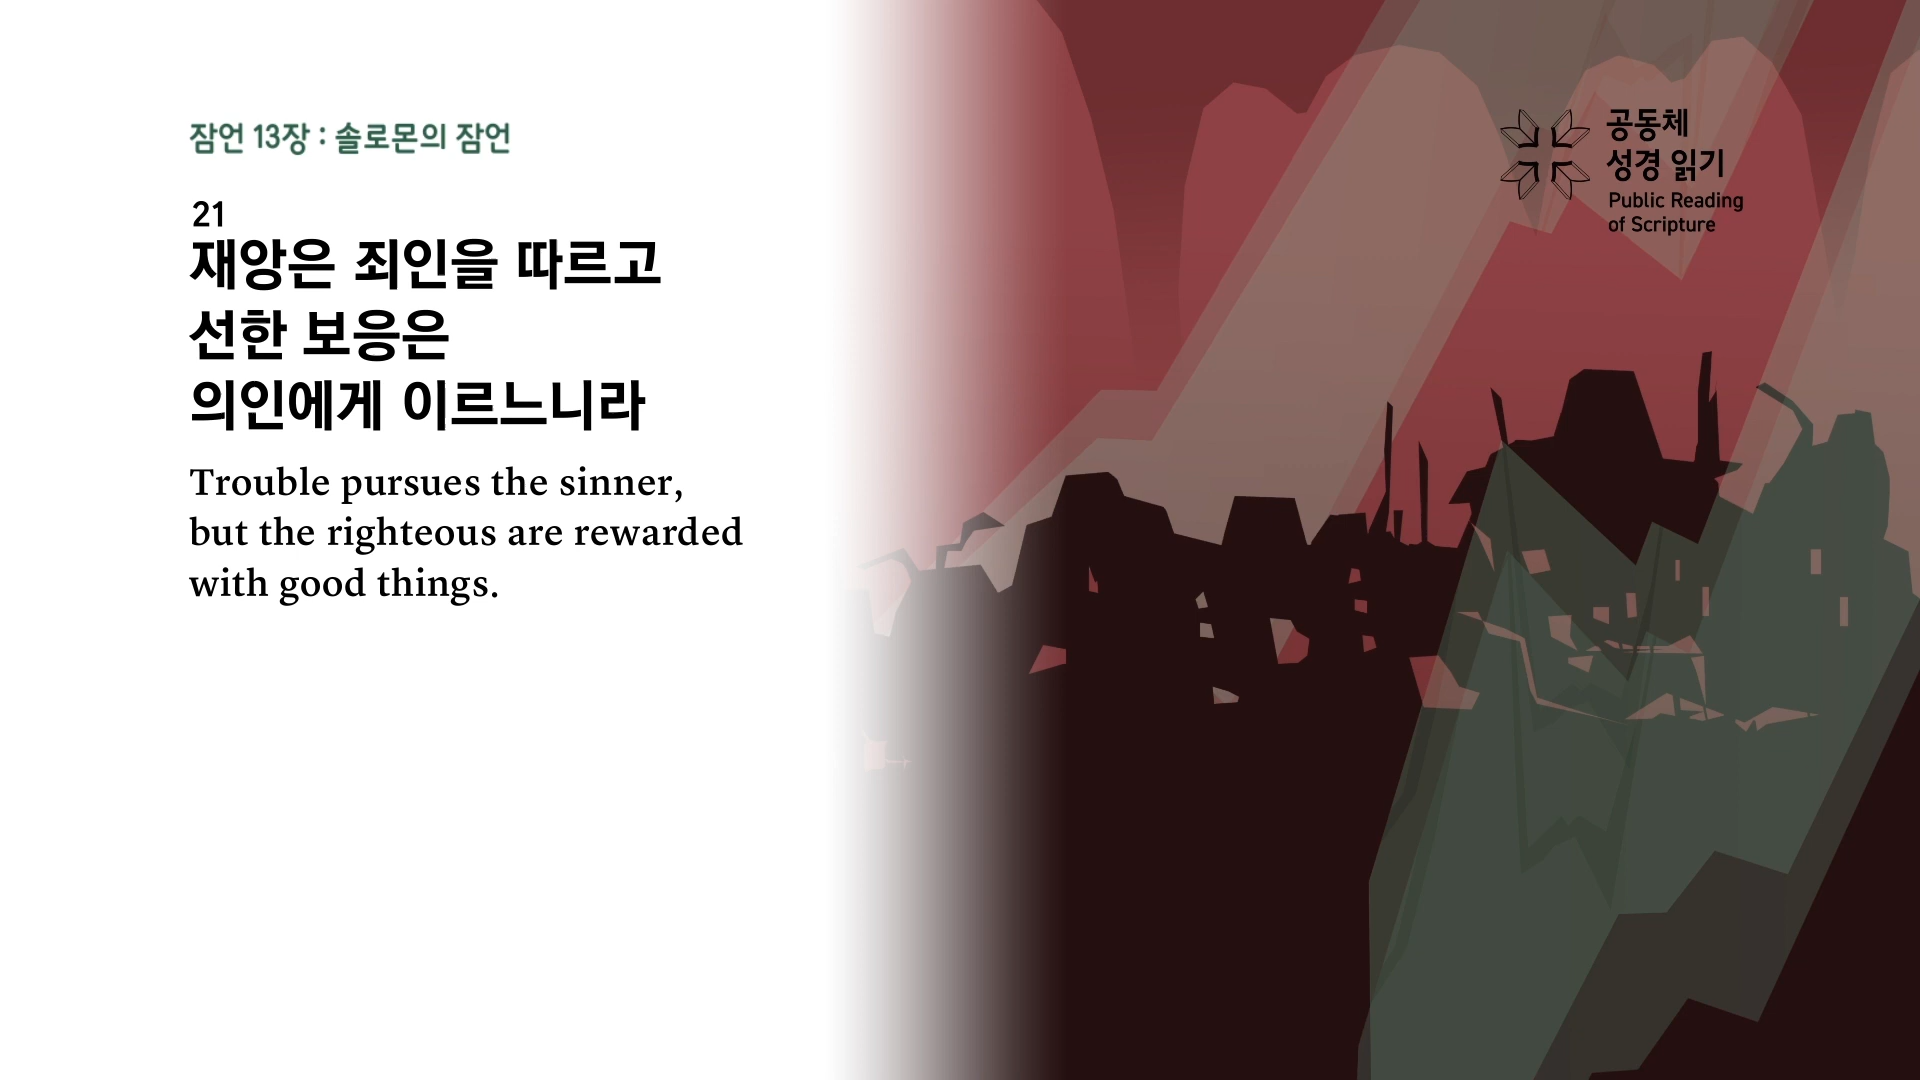 잠언 13장 : 솔로몬의 잠언
21
재앙은 죄인을 따르고
선한 보응은
의인에게 이르느니라
Trouble pursues the sinner,
but the righteous are rewarded
with good things.
공동체
성경 읽기
Public Reading
of Scripture